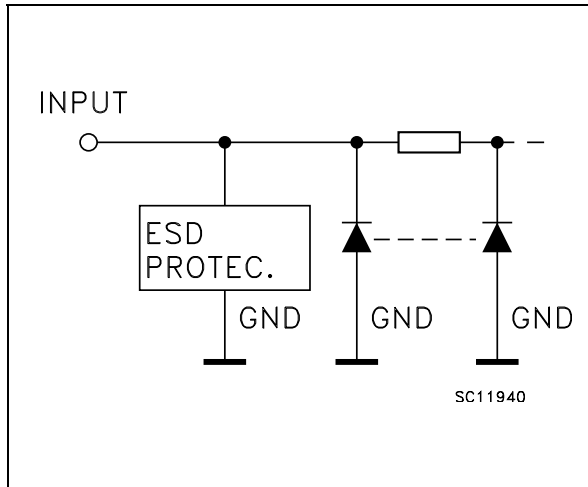 INPUT
ESD
PROTEC.
GND GND GND
SC11940